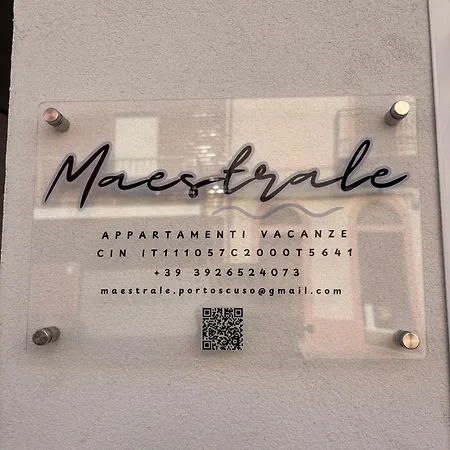 Maestrale
APPARTAMENTI VACANZE
CIN IT111057C2000T5641
+39 3926524073
maestrale.portoscuso@gmail.com